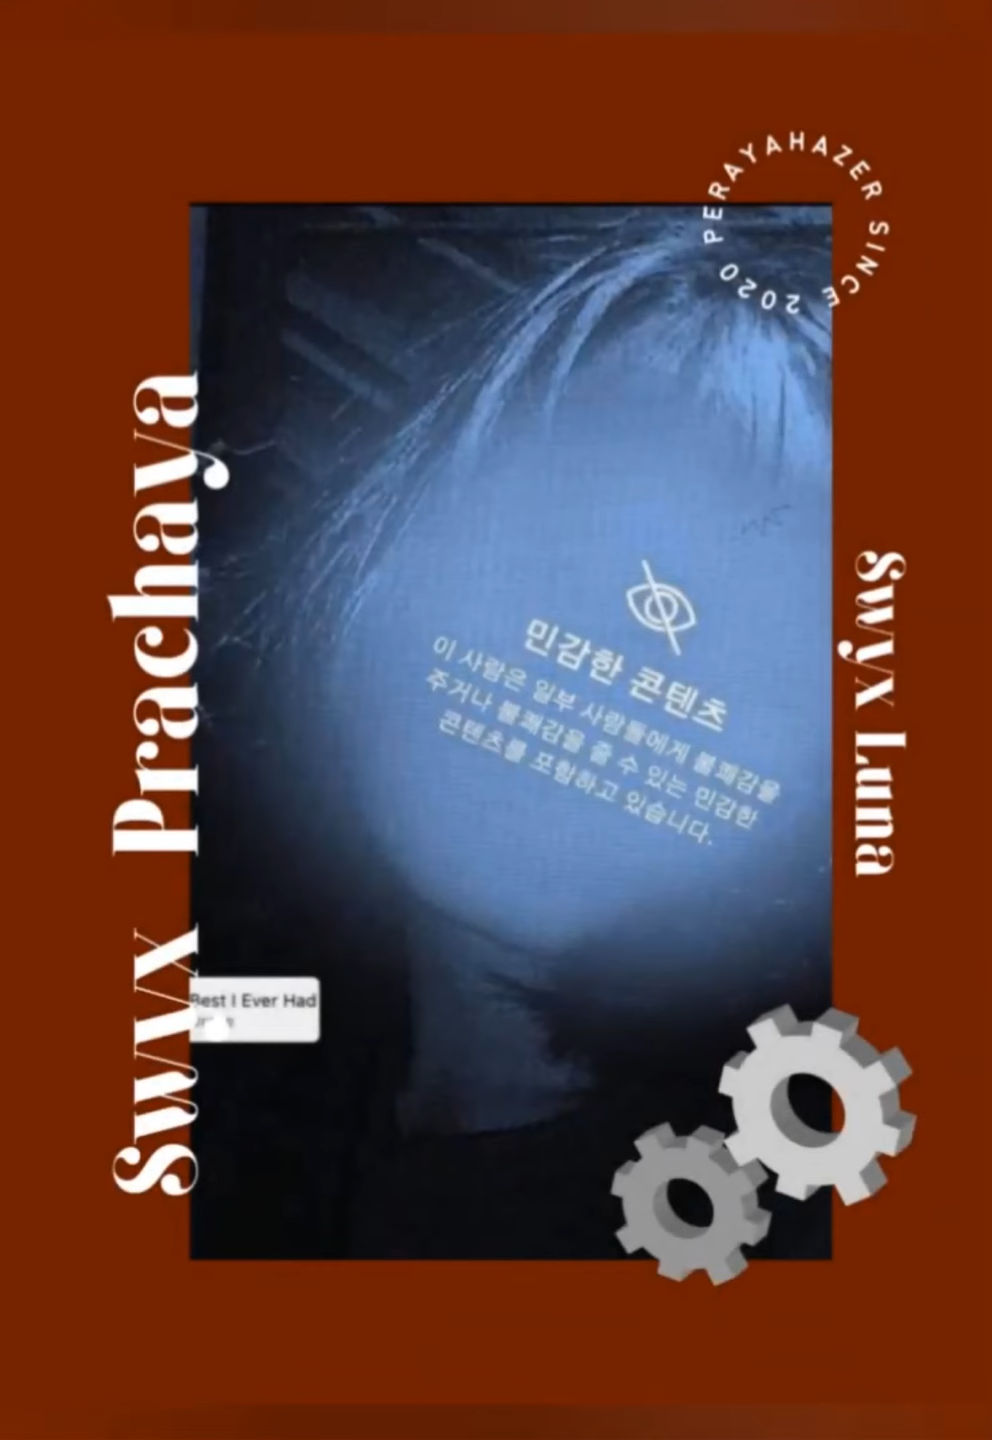 PERAYAHAZER SINCE 2020
Swyx Prachaya
Swyx Luna
민감한 콘텐츠
이 사람은 일부 사람들에게 불쾌감을
주거나 불쾌감을 줄 수 있는 민감한
콘텐츠를 포함하고 있습니다.
Best I Ever Had